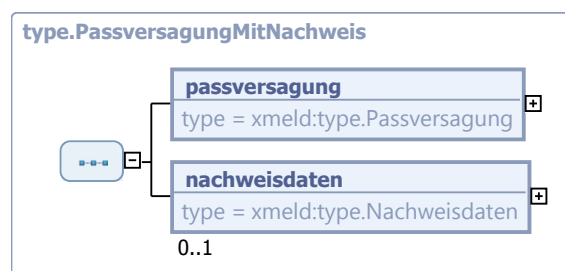 type.PassversagungMitNachweis
passversagung
type = xmeld:type.Passversagung
nachweisdaten
type = xmeld:type.Nachweisdaten
0..1